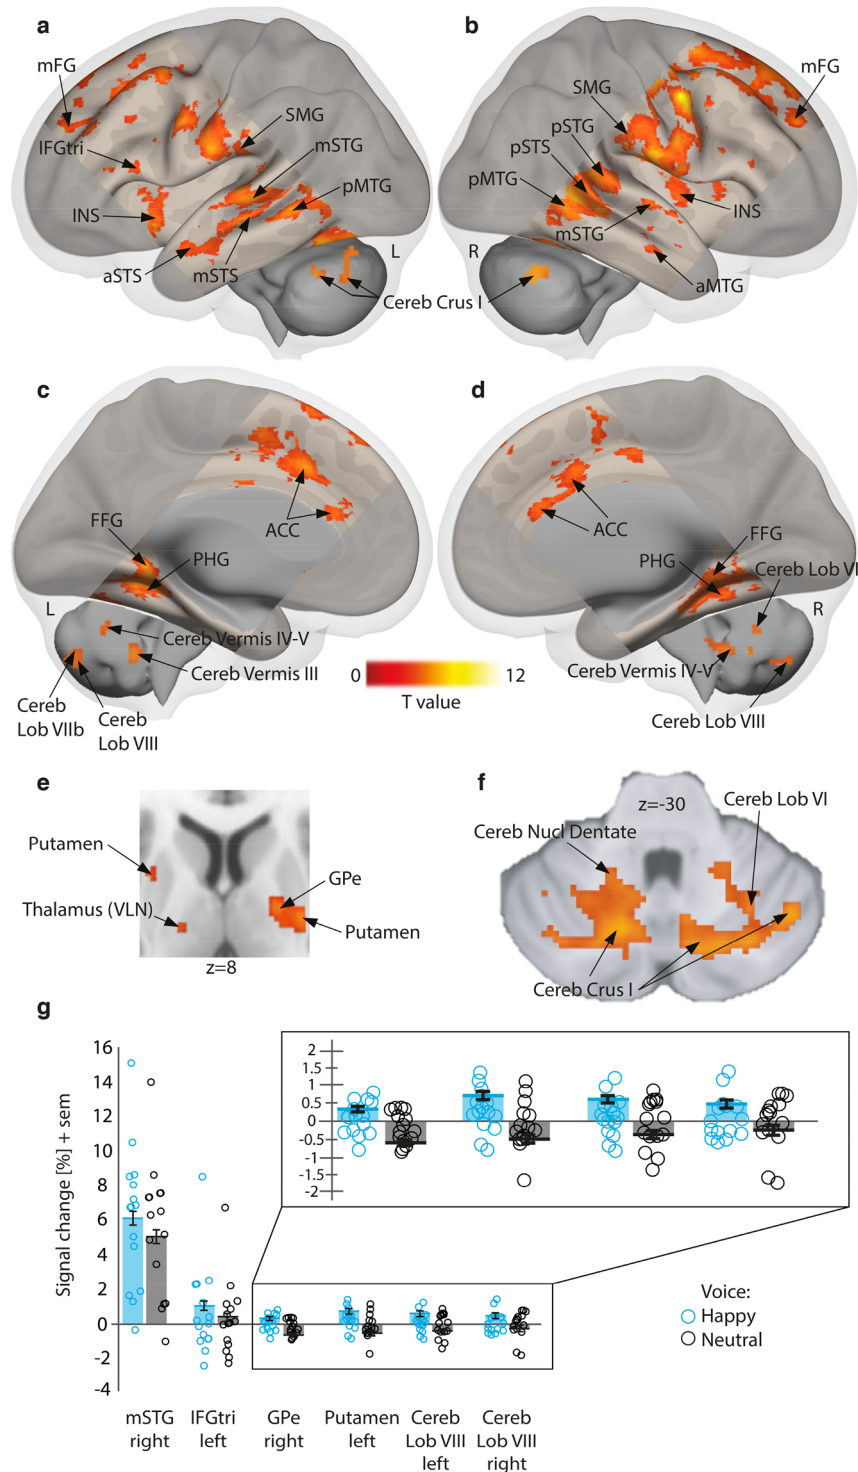 a
b
mFG
IFGtri
INS
aSTS
mSTS
SMG
mSTG
pMTG
L
mFG
SMG
pSTG
pSTS
pMTG
mSTG
INS
aMTG
R
Cereb Crus I
c
d
FFG
PHG
ACC
L
Cereb Vermis IV-V
Cereb Vermis III
Cereb
Lob VIIb
Cereb
Lob VIII
ACC
FFG
PHG
Cereb Lob VI
R
Cereb Vermis IV-V
Cereb Lob VIII
0
12
T value
e
Putamen
Thalamus (VLN)
GPe
Putamen
z=8
f
z=-30
Cereb Lob VI
Cereb Nucl Dentate
Cereb Crus I
g
Signal change [%] + sem
16
14
12
10
8
6
4
2
0
-2
-4
2
1.5
1
0.5
0
-0.5
-1
-1.5
-2
Voice:
Happy
Neutral
mSTG
right
IFGtri
left
GPe
right
Putamen
left
Cereb
Lob VIII
left
Cereb
Lob VIII
right